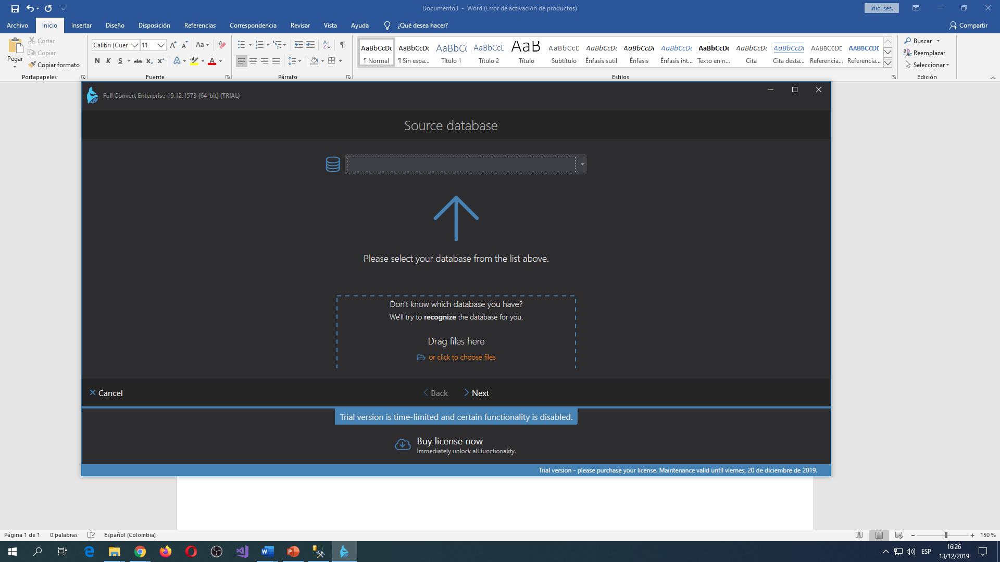 Documento3 - Word (Error de activación de productos)
Inic. ses.
Archivo Inicio Insertar Diseño Disposición Referencias Correspondencia Revisar Vista Ayuda ¿Qué desea hacer? Compartir
Pegar
Cortar
Copiar
Copiar formato
Portapapeles
Calibri (Cuer 11
Aa
N K S abc x₂ x² A ab A
Fuente
Párrafo
AaBbCcDc AaBbCcDc AaBbCc AaBbCcE AaB AaBbCcD AaBbCcDc AaBbCcDc AaBbCcDc AaBbCcDc AaBbCcDc AaBbCcDc AABBCCDE AABBCCDE
¶ Normal ¶ Sin espa... Título 1 Título 2 Título Subtítulo Énfasis sutil Énfasis Énfasis int... Texto en n... Cita Cita desta... Referencia... Referencia...
Estilos
Buscar
Reemplazar
Seleccionar
Edición
Full Convert Enterprise 19.12.1573 (64-bit) (TRIAL)
Source database
Please select your database from the list above.
Don't know which database you have?
We'll try to recognize the database for you.
Drag files here
or click to choose files
Cancel
Back
Next
Trial version is time-limited and certain functionality is disabled.
Buy license now
Immediately unlock all functionality.
Trial version - please purchase your license. Maintenance valid until viernes, 20 de diciembre de 2019.
Página 1 de 1 0 palabras Español (Colombia) 150 %
ESP
16:26
13/12/2019